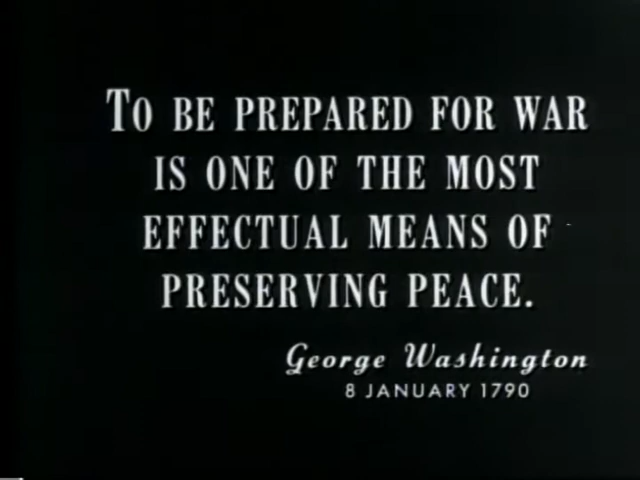 TO BE PREPARED FOR WAR
IS ONE OF THE MOST
EFFECTUAL MEANS OF
PRESERVING PEACE.
George Washington
8 JANUARY 1790